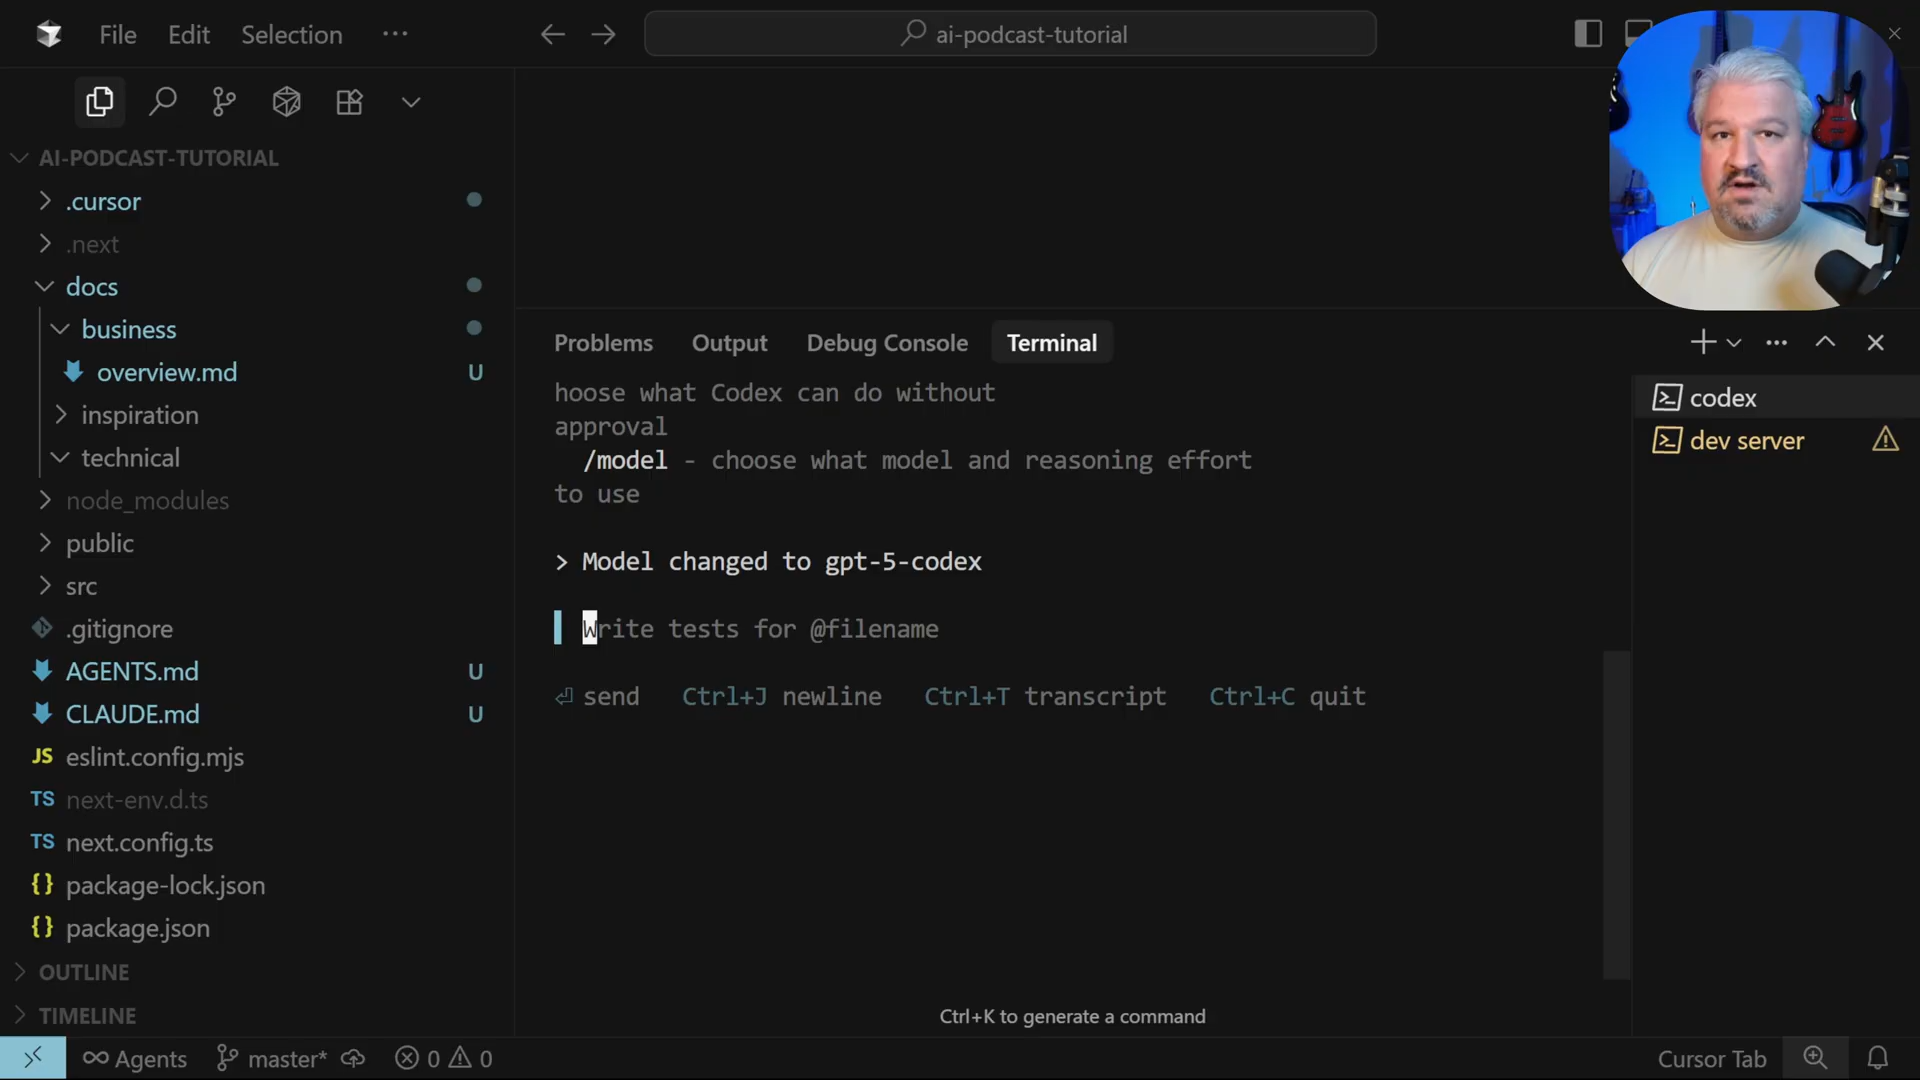 File Edit Selection ···
ai-podcast-tutorial
AI-PODCAST-TUTORIAL
.cursor
.next
docs
business
overview.md U
inspiration
technical
node_modules
public
src
.gitignore
AGENTS.md U
CLAUDE.md U
JS eslint.config.mjs
TS next-env.d.ts
TS next.config.ts
{} package-lock.json
{} package.json
OUTLINE
TIMELINE
Problems Output Debug Console Terminal
hoose what Codex can do without
approval
/model - choose what model and reasoning effort
to use
> Model changed to gpt-5-codex
Write tests for @filename
⏎ send Ctrl+J newline Ctrl+T transcript Ctrl+C quit
Ctrl+K to generate a command
codex
dev server
Agents master* 0 0
Cursor Tab